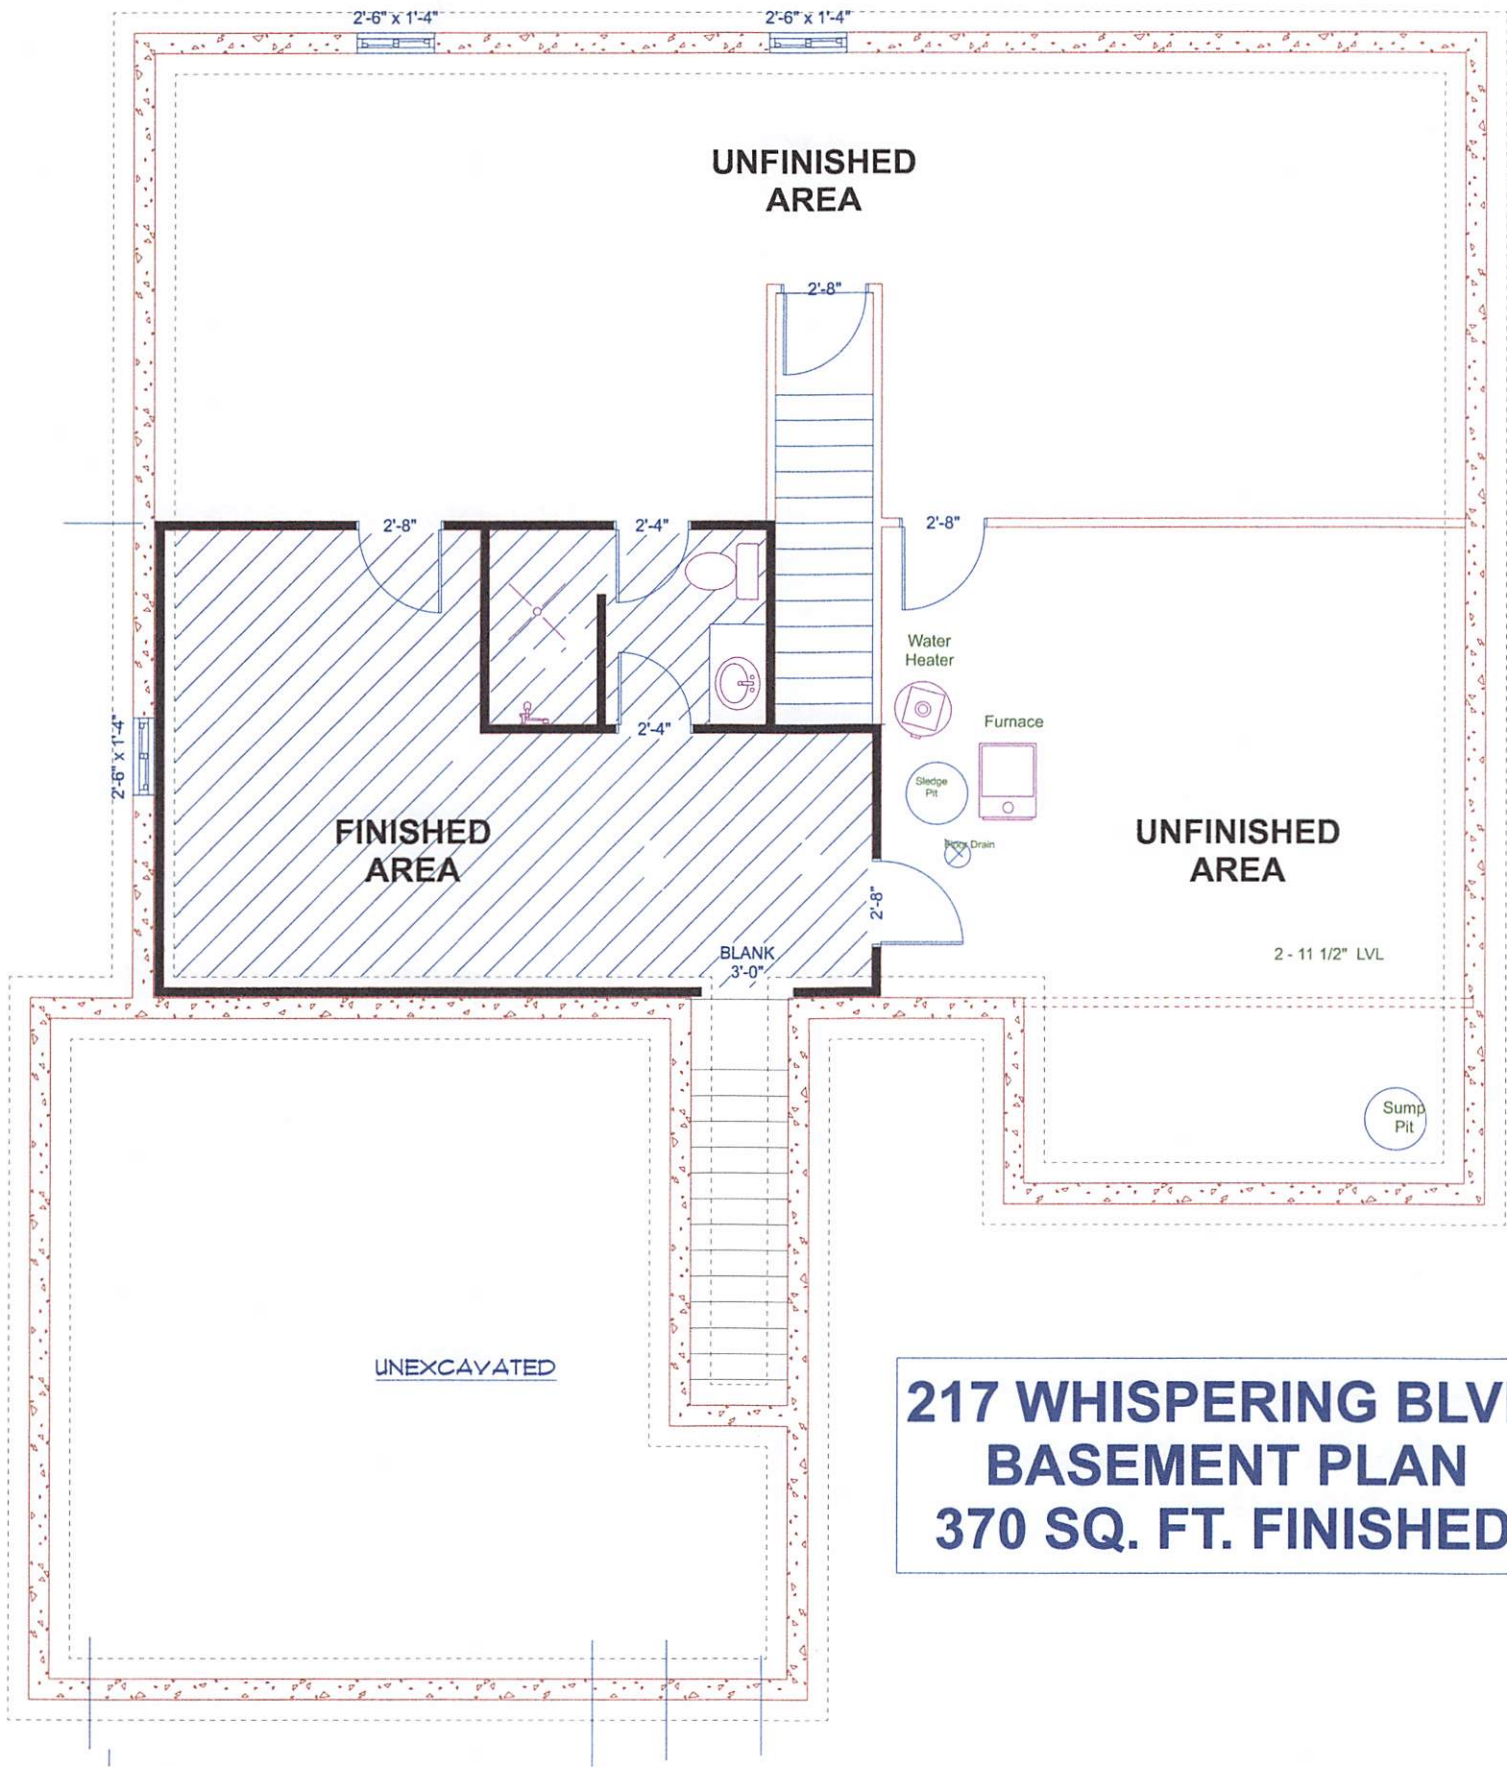 2'-6" x 1'-4"
2'-6" x 1'-4"
UNFINISHED
AREA
2'-8"
2'-8"
2'-4"
2'-8"
Water
Heater
2'-6" x 1'-4"
2'-4"
Furnace
Sledge
Pit
FINISHED
AREA
Floor Drain
UNFINISHED
AREA
2'-8"
BLANK
3'-0"
2 - 11 1/2" LVL
Sump
Pit
UNEXCAVATED
217 WHISPERING BLV
BASEMENT PLAN
370 SQ. FT. FINISHED